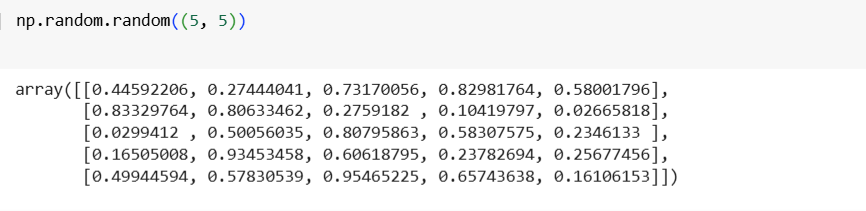 np.random.random((5, 5))
array([[0.44592206, 0.27444041, 0.73170056, 0.82981764, 0.58001796],
[0.83329764, 0.80633462, 0.2759182 , 0.10419797, 0.02665818],
[0.0299412 , 0.50056035, 0.80795863, 0.58307575, 0.2346133 ],
[0.16505008, 0.93453458, 0.60618795, 0.23782694, 0.25677456],
[0.49944594, 0.57830539, 0.95465225, 0.65743638, 0.16106153]])